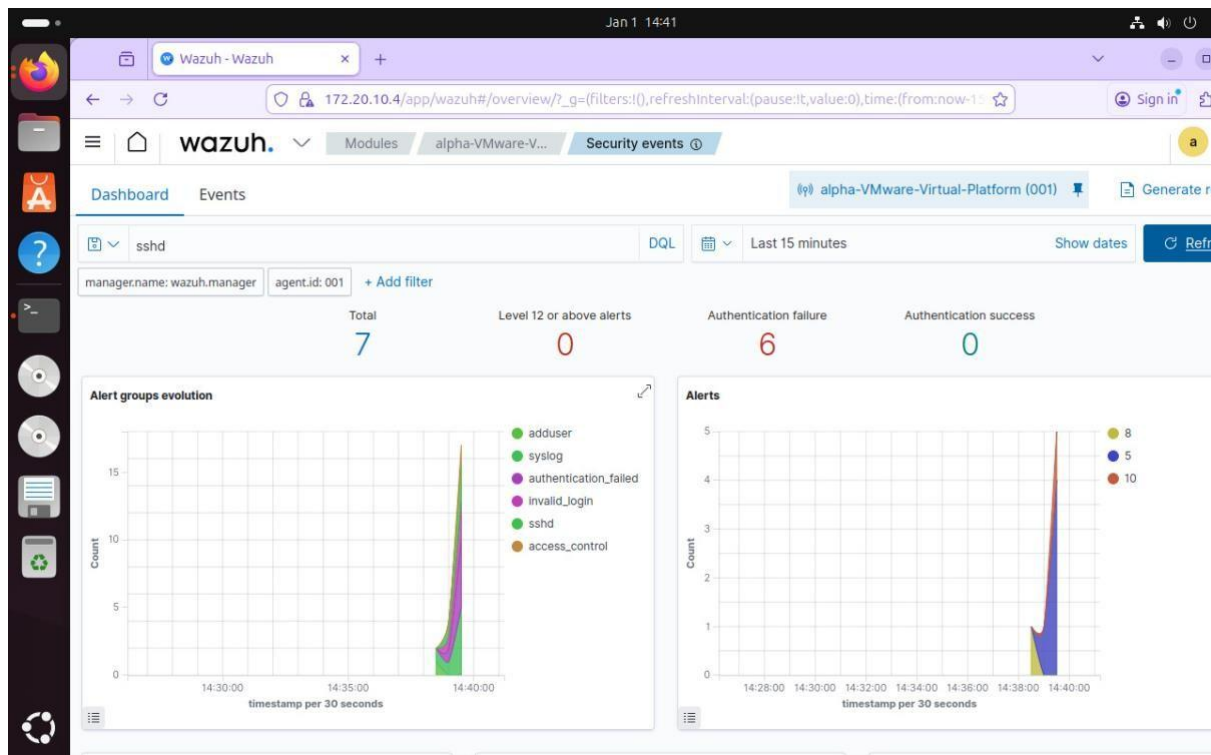 Jan 1 14:41
Wazuh - Wazuh
172.20.10.4/app/wazuh#/overview/?_g=(filters:!(),refreshInterval:(pause:!t,value:0),time:(from:now-1
Sign in
wazuh. Modules alpha-VMware-V... Security events a
Dashboard Events alpha-VMware-Virtual-Platform (001) Generate r
sshd DQL Last 15 minutes Show dates Refr
manager.name: wazuh.manager agent.id: 001 + Add filter
Total Level 12 or above alerts Authentication failure Authentication success
7 0 6 0
Alert groups evolution
adduser
syslog
authentication_failed
invalid_login
sshd
access_control
15
10
5
0
Count
14:30:00 14:35:00 14:40:00
timestamp per 30 seconds
Alerts
8
5
10
5
4
3
2
1
0
Count
14:28:00 14:30:00 14:32:00 14:34:00 14:36:00 14:38:00 14:40:00
timestamp per 30 seconds